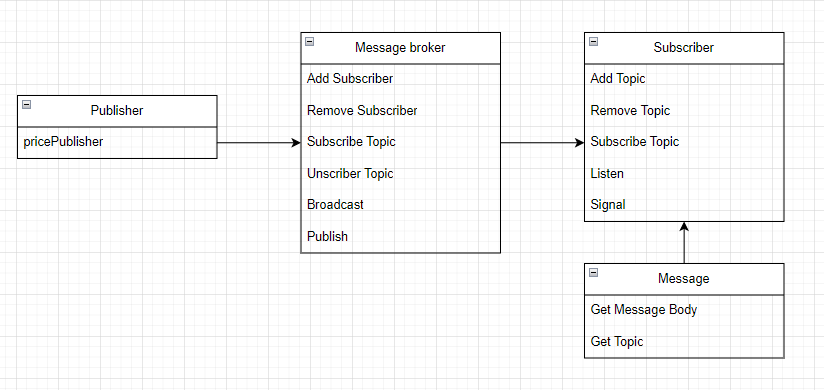 Publisher
pricePublisher
Message broker
Add Subscriber
Remove Subscriber
Subscribe Topic
Unscriber Topic
Broadcast
Publish
Subscriber
Add Topic
Remove Topic
Subscribe Topic
Listen
Signal
Message
Get Message Body
Get Topic